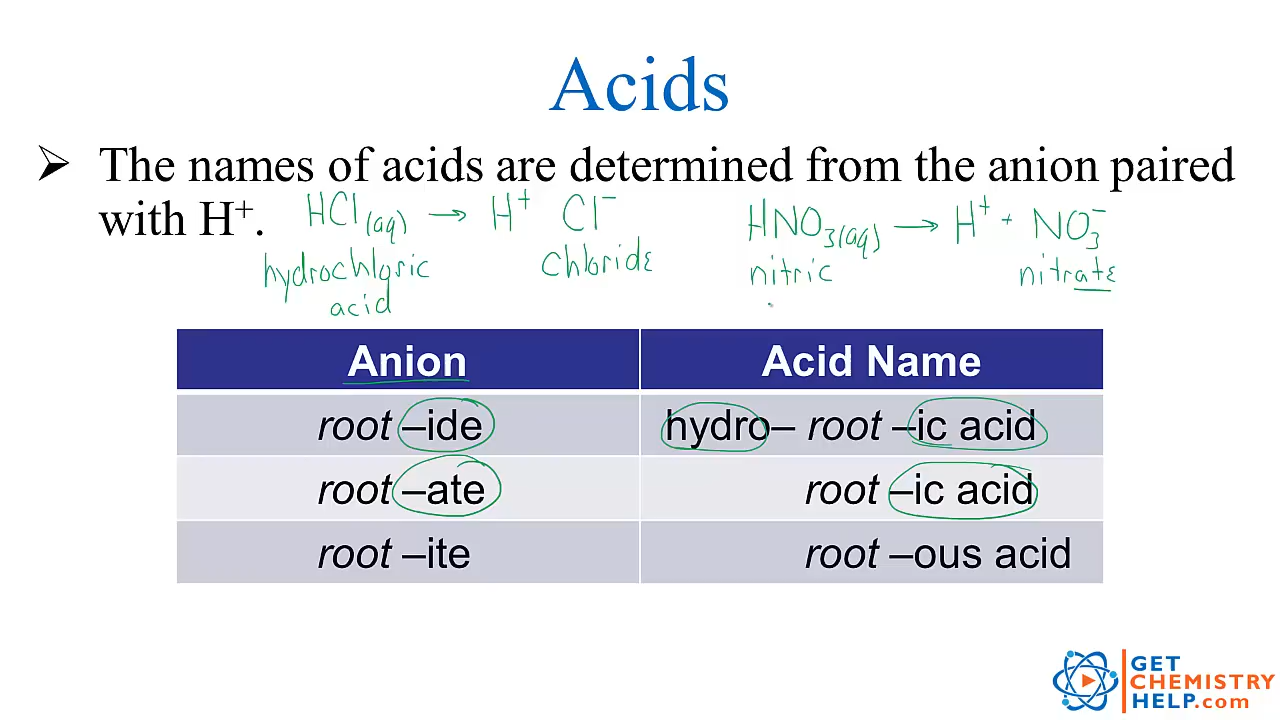 Acids
➢ The names of acids are determined from the anion paired
with H⁺.
HCl(aq) → H⁺ Cl⁻
hydrochloric
acid
chloride
HNO₃(aq) → H⁺ + NO₃⁻
nitric
nitrate
Anion Acid Name
root –ide hydro– root –ic acid
root –ate root –ic acid
root –ite root –ous acid
GET
CHEMISTRY
HELP.com